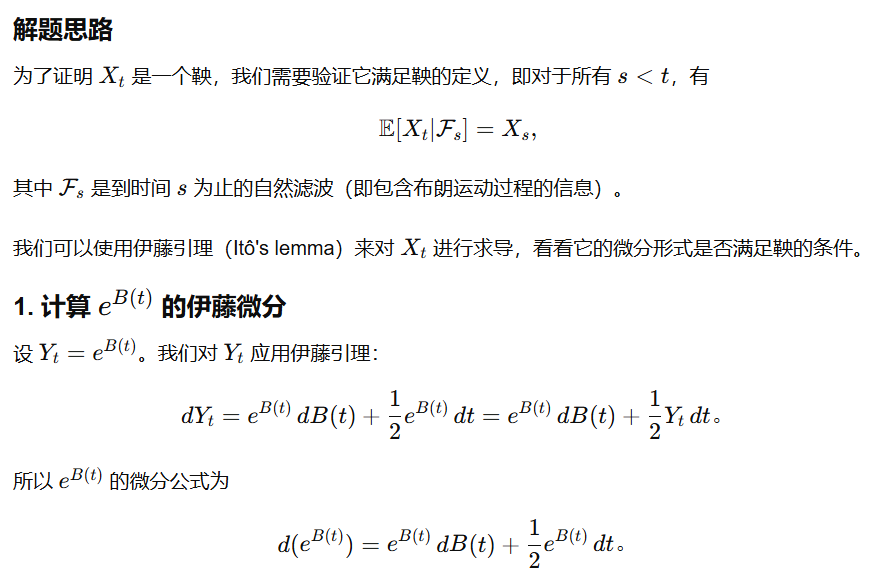 解题思路
为了证明 $X_t$ 是一个鞅，我们需要验证它满足鞅的定义，即对于所有 $s < t$，有
$$\mathbb{E}[X_t|\mathcal{F}_s] = X_s,$$
其中 $\mathcal{F}_s$ 是到时间 $s$ 为止的自然滤波（即包含布朗运动过程的信息）。
我们可以使用伊藤引理（Itô's lemma）来对 $X_t$ 进行求导，看看它的微分形式是否满足鞅的条件。
1. 计算 $e^{B(t)}$ 的伊藤微分
设 $Y_t = e^{B(t)}$。我们对 $Y_t$ 应用伊藤引理：
$$dY_t = e^{B(t)}\,dB(t) + \frac{1}{2}e^{B(t)}\,dt = e^{B(t)}\,dB(t) + \frac{1}{2}Y_t\,dt。$$
所以 $e^{B(t)}$ 的微分公式为
$$d(e^{B(t)}) = e^{B(t)}\,dB(t) + \frac{1}{2}e^{B(t)}\,dt。$$